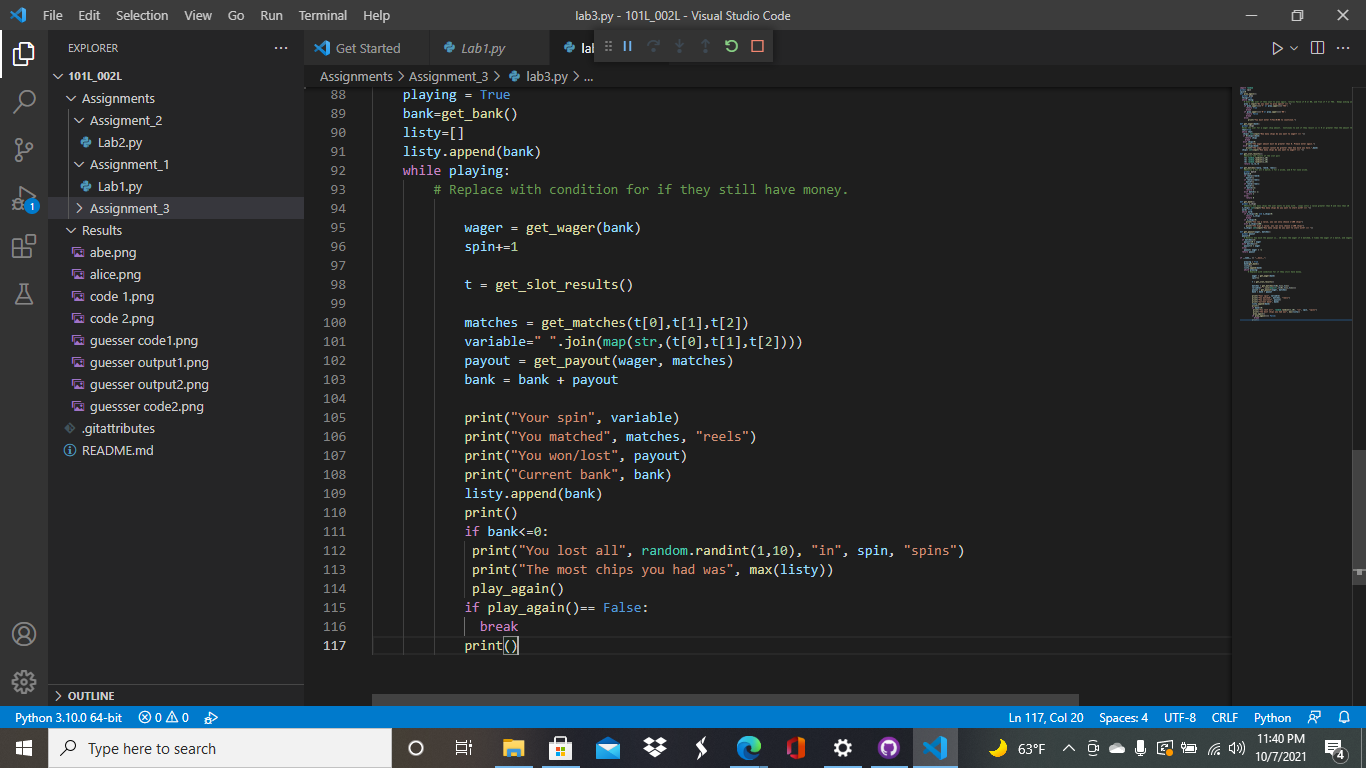 File Edit Selection View Go Run Terminal Help lab3.py - 101L_002L - Visual Studio Code
EXPLORER
Get Started Lab1.py
101L_002L
Assignments
Assigment_2
Lab2.py
Assignment_1
Lab1.py
Assignment_3
Results
abe.png
alice.png
code 1.png
code 2.png
guesser code1.png
guesser output1.png
guesser output2.png
guessser code2.png
.gitattributes
README.md
OUTLINE
1
Assignments > Assignment_3 > lab3.py > ...
88 playing = True
89 bank=get_bank()
90 listy=[]
91 listy.append(bank)
92 while playing:
93 # Replace with condition for if they still have money.
94
95 wager = get_wager(bank)
96 spin+=1
97
98 t = get_slot_results()
99
100 matches = get_matches(t[0],t[1],t[2])
101 variable=" ".join(map(str,(t[0],t[1],t[2])))
102 payout = get_payout(wager, matches)
103 bank = bank + payout
104
105 print("Your spin", variable)
106 print("You matched", matches, "reels")
107 print("You won/lost", payout)
108 print("Current bank", bank)
109 listy.append(bank)
110 print()
111 if bank<=0:
112 print("You lost all", random.randint(1,10), "in", spin, "spins")
113 print("The most chips you had was", max(listy))
114 play_again()
115 if play_again()== False:
116 break
117 print()
Python 3.10.0 64-bit 0 0 Ln 117, Col 20 Spaces: 4 UTF-8 CRLF Python
Type here to search 63°F 11:40 PM
10/7/2021
4